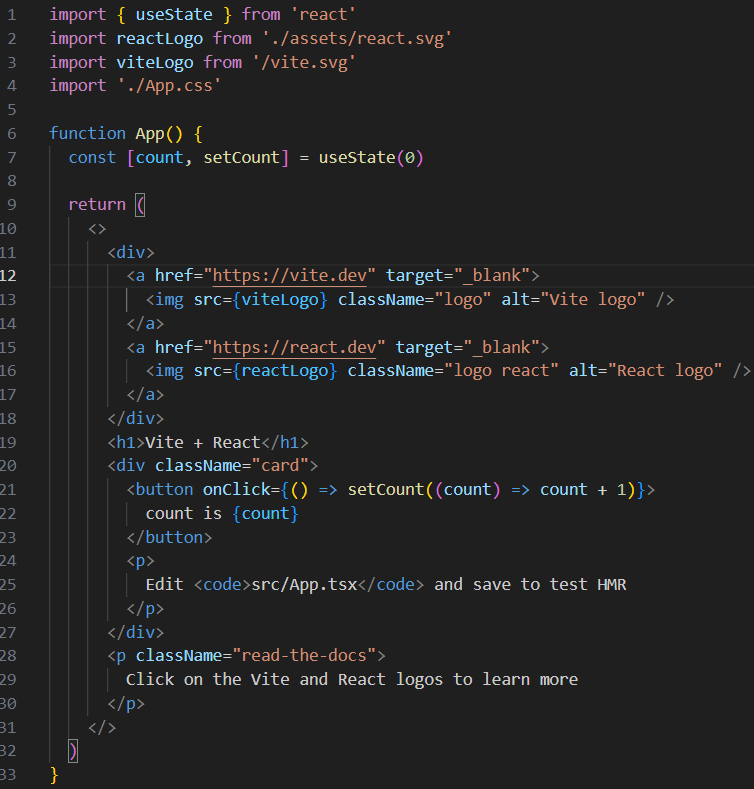 1 import { useState } from 'react'
2 import reactLogo from './assets/react.svg'
3 import viteLogo from '/vite.svg'
4 import './App.css'
5
6 function App() {
7   const [count, setCount] = useState(0)
8
9   return (
10     <>
11       <div>
12         <a href="https://vite.dev" target="_blank">
13           <img src={viteLogo} className="logo" alt="Vite logo" />
14         </a>
15         <a href="https://react.dev" target="_blank">
16           <img src={reactLogo} className="logo react" alt="React logo" />
17         </a>
18       </div>
19       <h1>Vite + React</h1>
20       <div className="card">
21         <button onClick={() => setCount((count) => count + 1)}>
22           count is {count}
23         </button>
24         <p>
25           Edit <code>src/App.tsx</code> and save to test HMR
26         </p>
27       </div>
28       <p className="read-the-docs">
29         Click on the Vite and React logos to learn more
30       </p>
31     </>
32   )
33 }